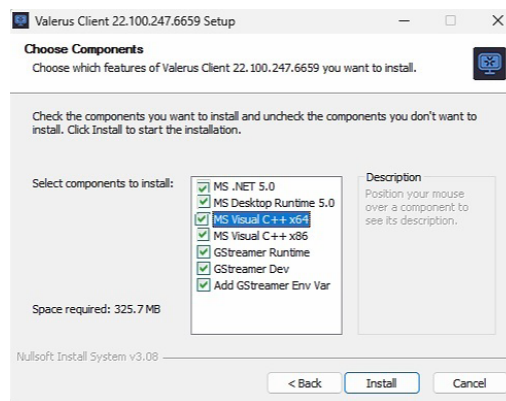 Valerus Client 22.100.247.6659 Setup
Choose Components
Choose which features of Valerus Client 22.100.247.6659 you want to install.
Check the components you want to install and uncheck the components you don't want to
install. Click Install to start the installation.
Select components to install:
MS .NET 5.0
MS Desktop Runtime 5.0
MS Visual C++ x64
MS Visual C++ x86
GStreamer Runtime
GStreamer Dev
Add GStreamer Env Var
Description
Position your mouse
over a component to
see its description.
Space required: 325.7 MB
Nullsoft Install System v3.08
< Back
Install
Cancel